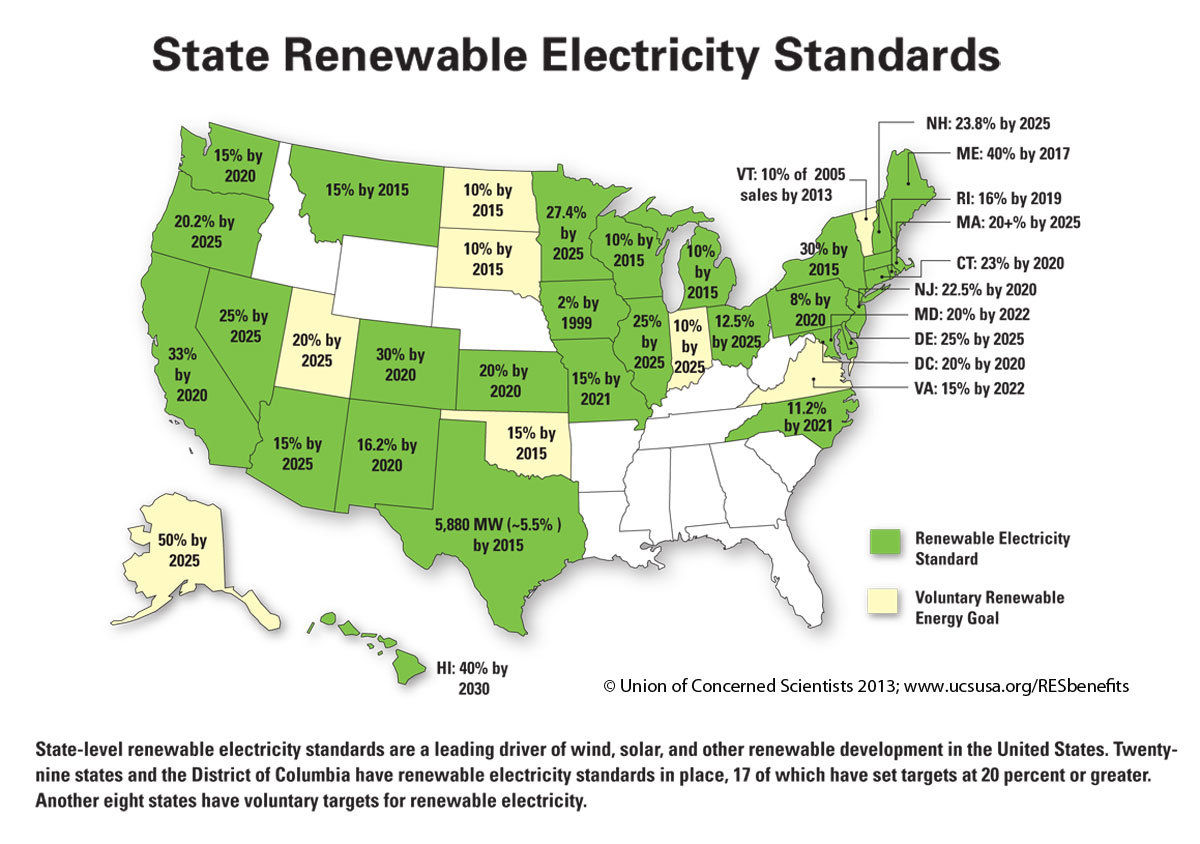 State Renewable Electricity Standards
NH: 23.8% by 2025
ME: 40% by 2017
VT: 10% of 2005
sales by 2013
RI: 16% by 2019
MA: 20+% by 2025
CT: 23% by 2020
NJ: 22.5% by 2020
MD: 20% by 2022
DE: 25% by 2025
DC: 20% by 2020
VA: 15% by 2022
15% by
2020
15% by 2015
10% by
2015
27.4%
by
2025
20.2% by
2025
10% by
2015
10% by
2015
10%
by
2015
30% by
2015
25% by
2025
20% by
2025
2% by
1999
8% by
2020
33%
by
2020
30% by
2020
20% by
2020
25%
by
2025
10%
by
2025
12.5%
by 2025
15% by
2021
11.2%
by 2021
15% by
2025
16.2% by
2020
15% by
2015
5,880 MW (~5.5% )
by 2015
50% by
2025
HI: 40% by
2030
Renewable Electricity
Standard
Voluntary Renewable
Energy Goal
© Union of Concerned Scientists 2013; www.ucsusa.org/RESbenefits
State-level renewable electricity standards are a leading driver of wind, solar, and other renewable development in the United States. Twenty-
nine states and the District of Columbia have renewable electricity standards in place, 17 of which have set targets at 20 percent or greater.
Another eight states have voluntary targets for renewable electricity.